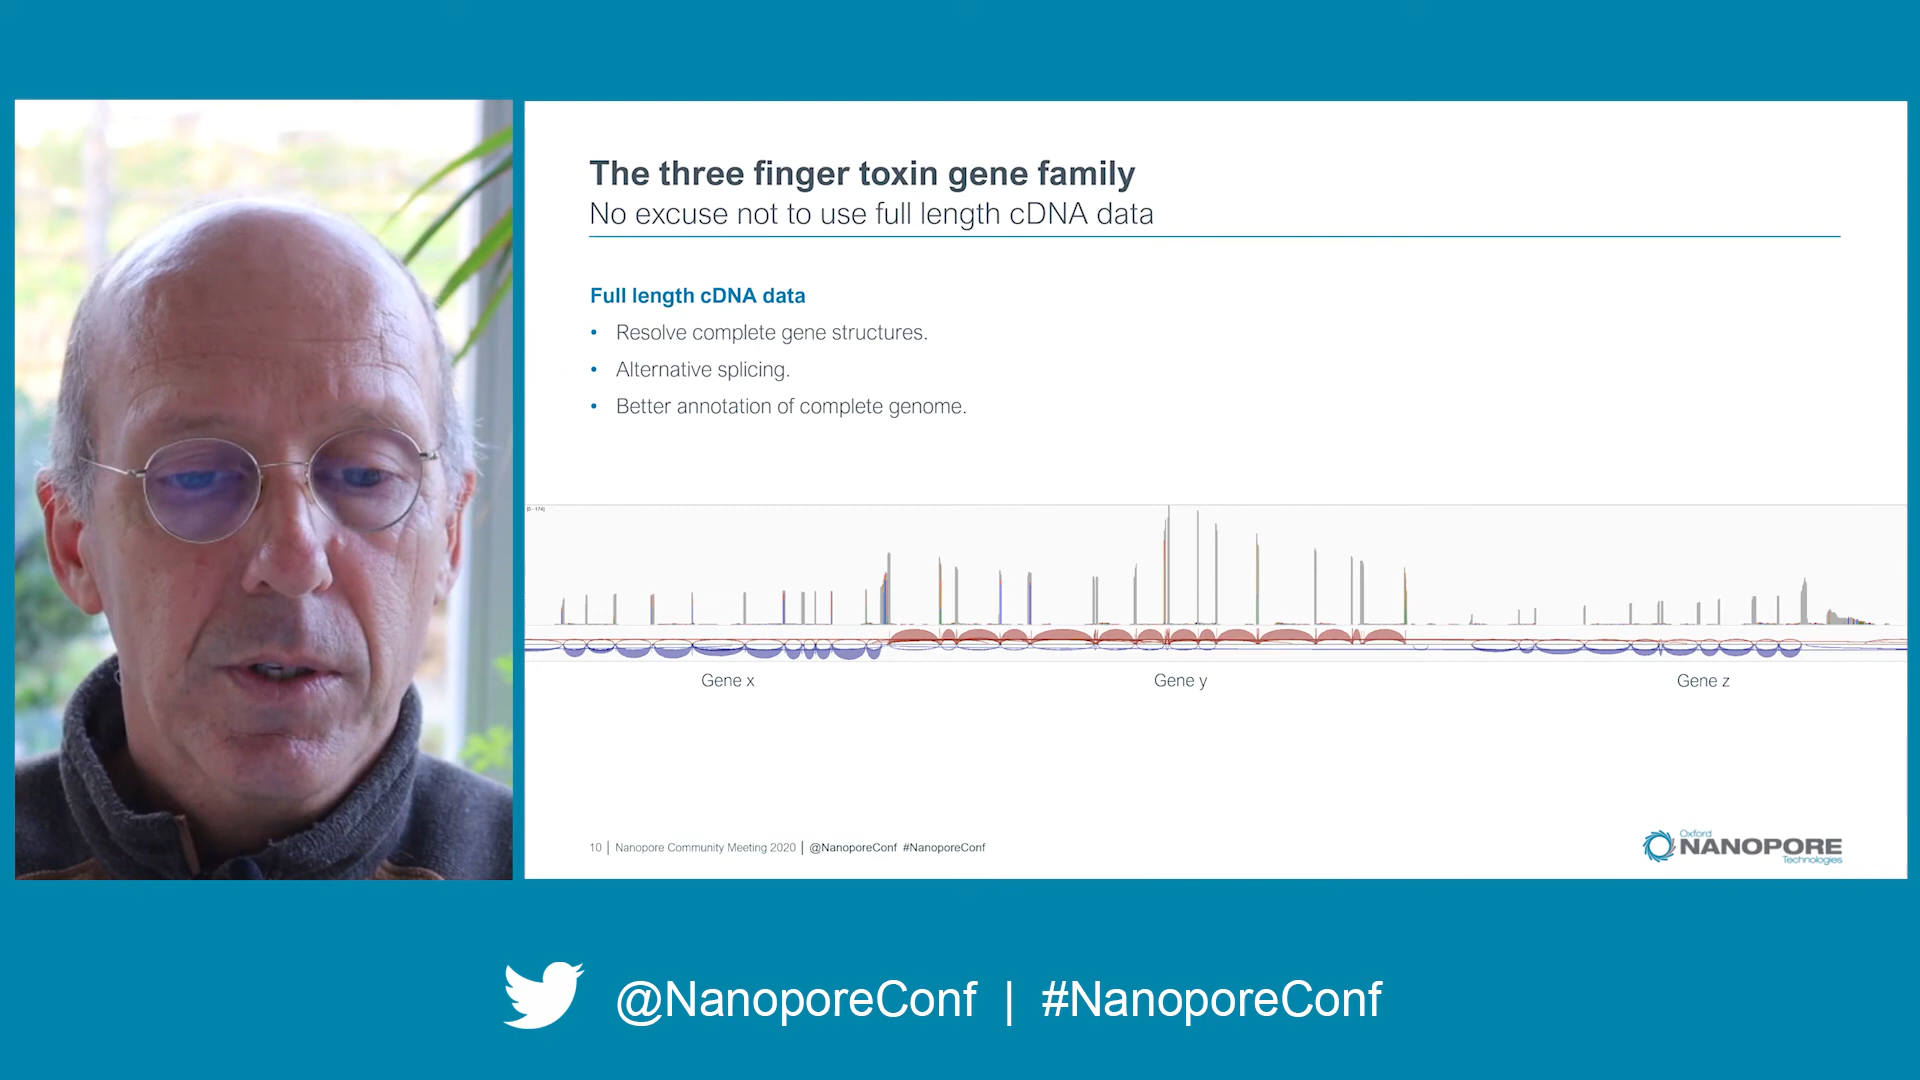 The three finger toxin gene family
No excuse not to use full length cDNA data
Full length cDNA data
• Resolve complete gene structures.
• Alternative splicing.
• Better annotation of complete genome.
[0 - 174]
Gene x
Gene y
Gene z
10 | Nanopore Community Meeting 2020 | @NanoporeConf #NanoporeConf
Oxford
NANOPORE
Technologies
@NanoporeConf | #NanoporeConf